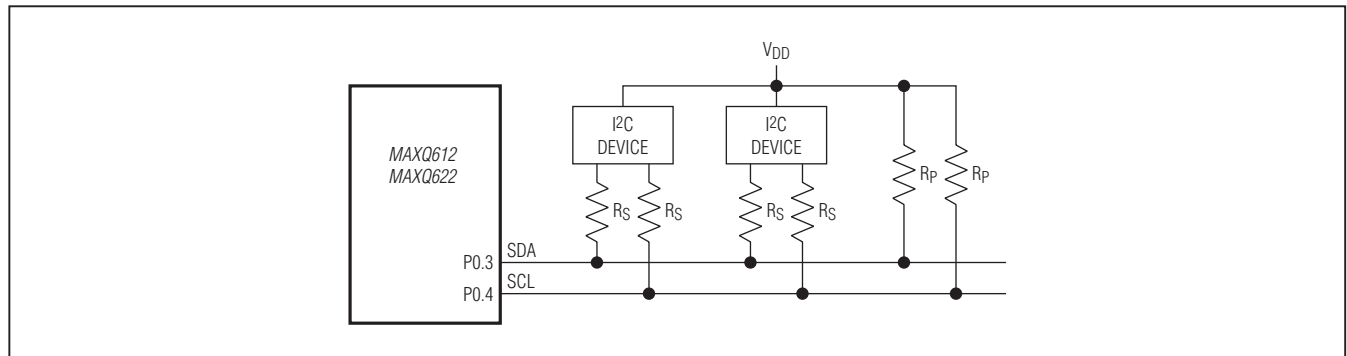 VDD
I²C
DEVICE
I²C
DEVICE
MAXQ612
MAXQ622
RP
RP
RS
RS
RS
RS
P0.3
SDA
P0.4
SCL